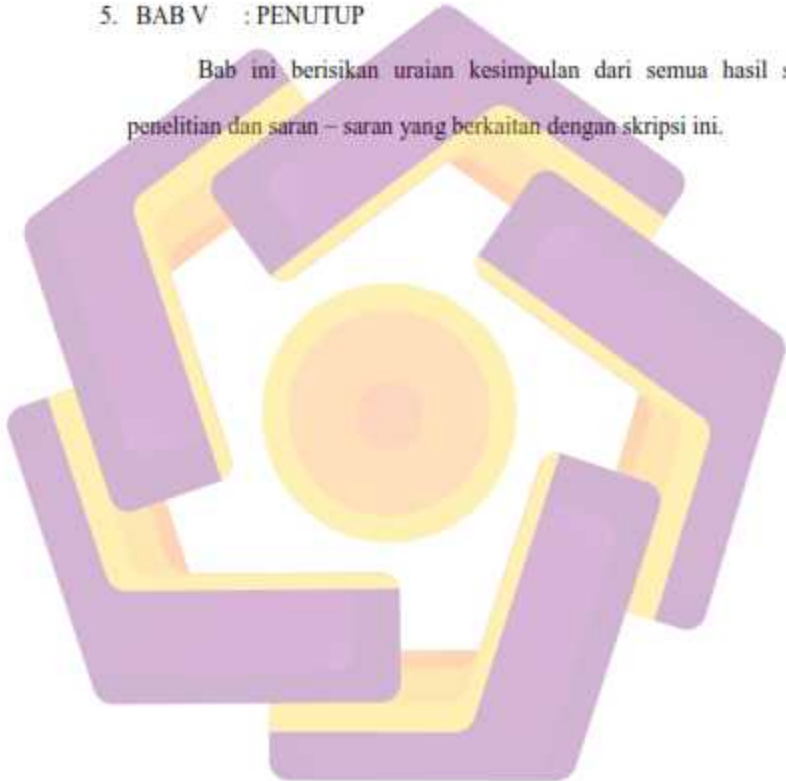 5. BAB V : PENUTUP
Bab ini berisikan uraian kesimpulan dari semua hasil
penelitian dan saran – saran yang berkaitan dengan skripsi ini.